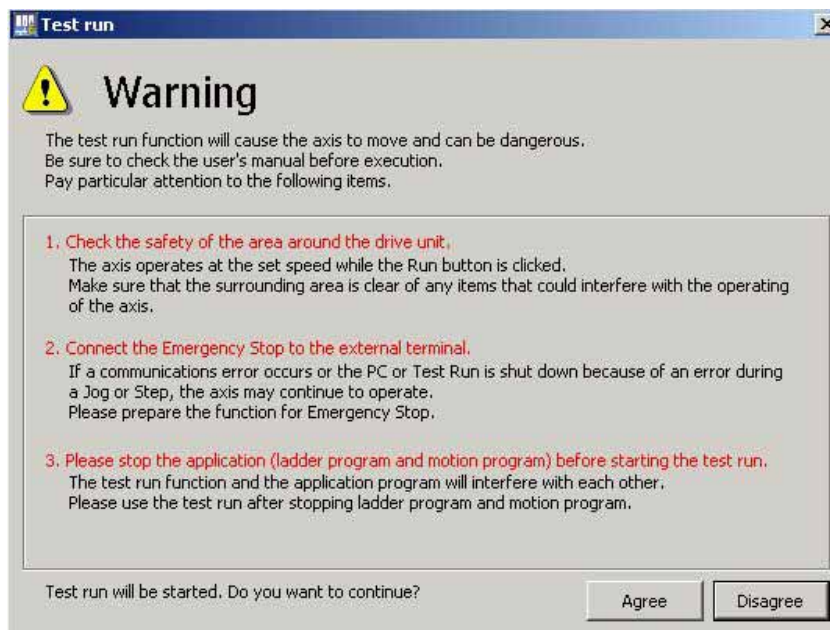 Test run
Warning
The test run function will cause the axis to move and can be dangerous.
Be sure to check the user's manual before execution.
Pay particular attention to the following items.
1. Check the safety of the area around the drive unit.
The axis operates at the set speed while the Run button is clicked.
Make sure that the surrounding area is clear of any items that could interfere with the operating
of the axis.
2. Connect the Emergency Stop to the external terminal.
If a communications error occurs or the PC or Test Run is shut down because of an error during
a Jog or Step, the axis may continue to operate.
Please prepare the function for Emergency Stop.
3. Please stop the application (ladder program and motion program) before starting the test run.
The test run function and the application program will interfere with each other.
Please use the test run after stopping ladder program and motion program.
Test run will be started. Do you want to continue?
Agree
Disagree